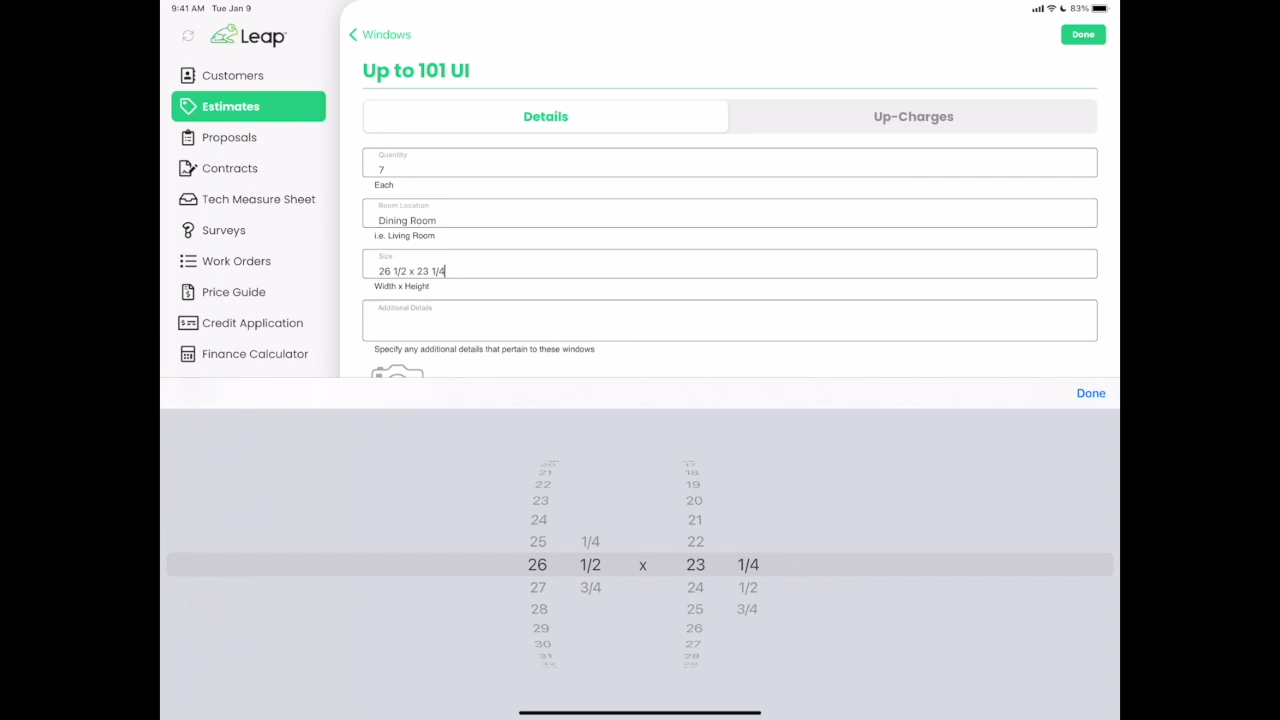 9:41 AM Tue Jan 9
83%
Leap
Windows
Done
Customers
Estimates
Proposals
Contracts
Tech Measure Sheet
Surveys
Work Orders
Price Guide
Credit Application
Finance Calculator
Up to 101 UI
Details
Up-Charges
Quantity
7
Each
Room Location
Dining Room
i.e. Living Room
Size
26 1/2 x 23 1/4
Width x Height
Additional Details
Specify any additional details that pertain to these windows
Done
20 17
21 18
22 19
23 20
24 21
25 1/4 22
26 1/2 x 23 1/4
27 3/4 24 1/2
28 25 3/4
29 26
30 27
31 28
32 29